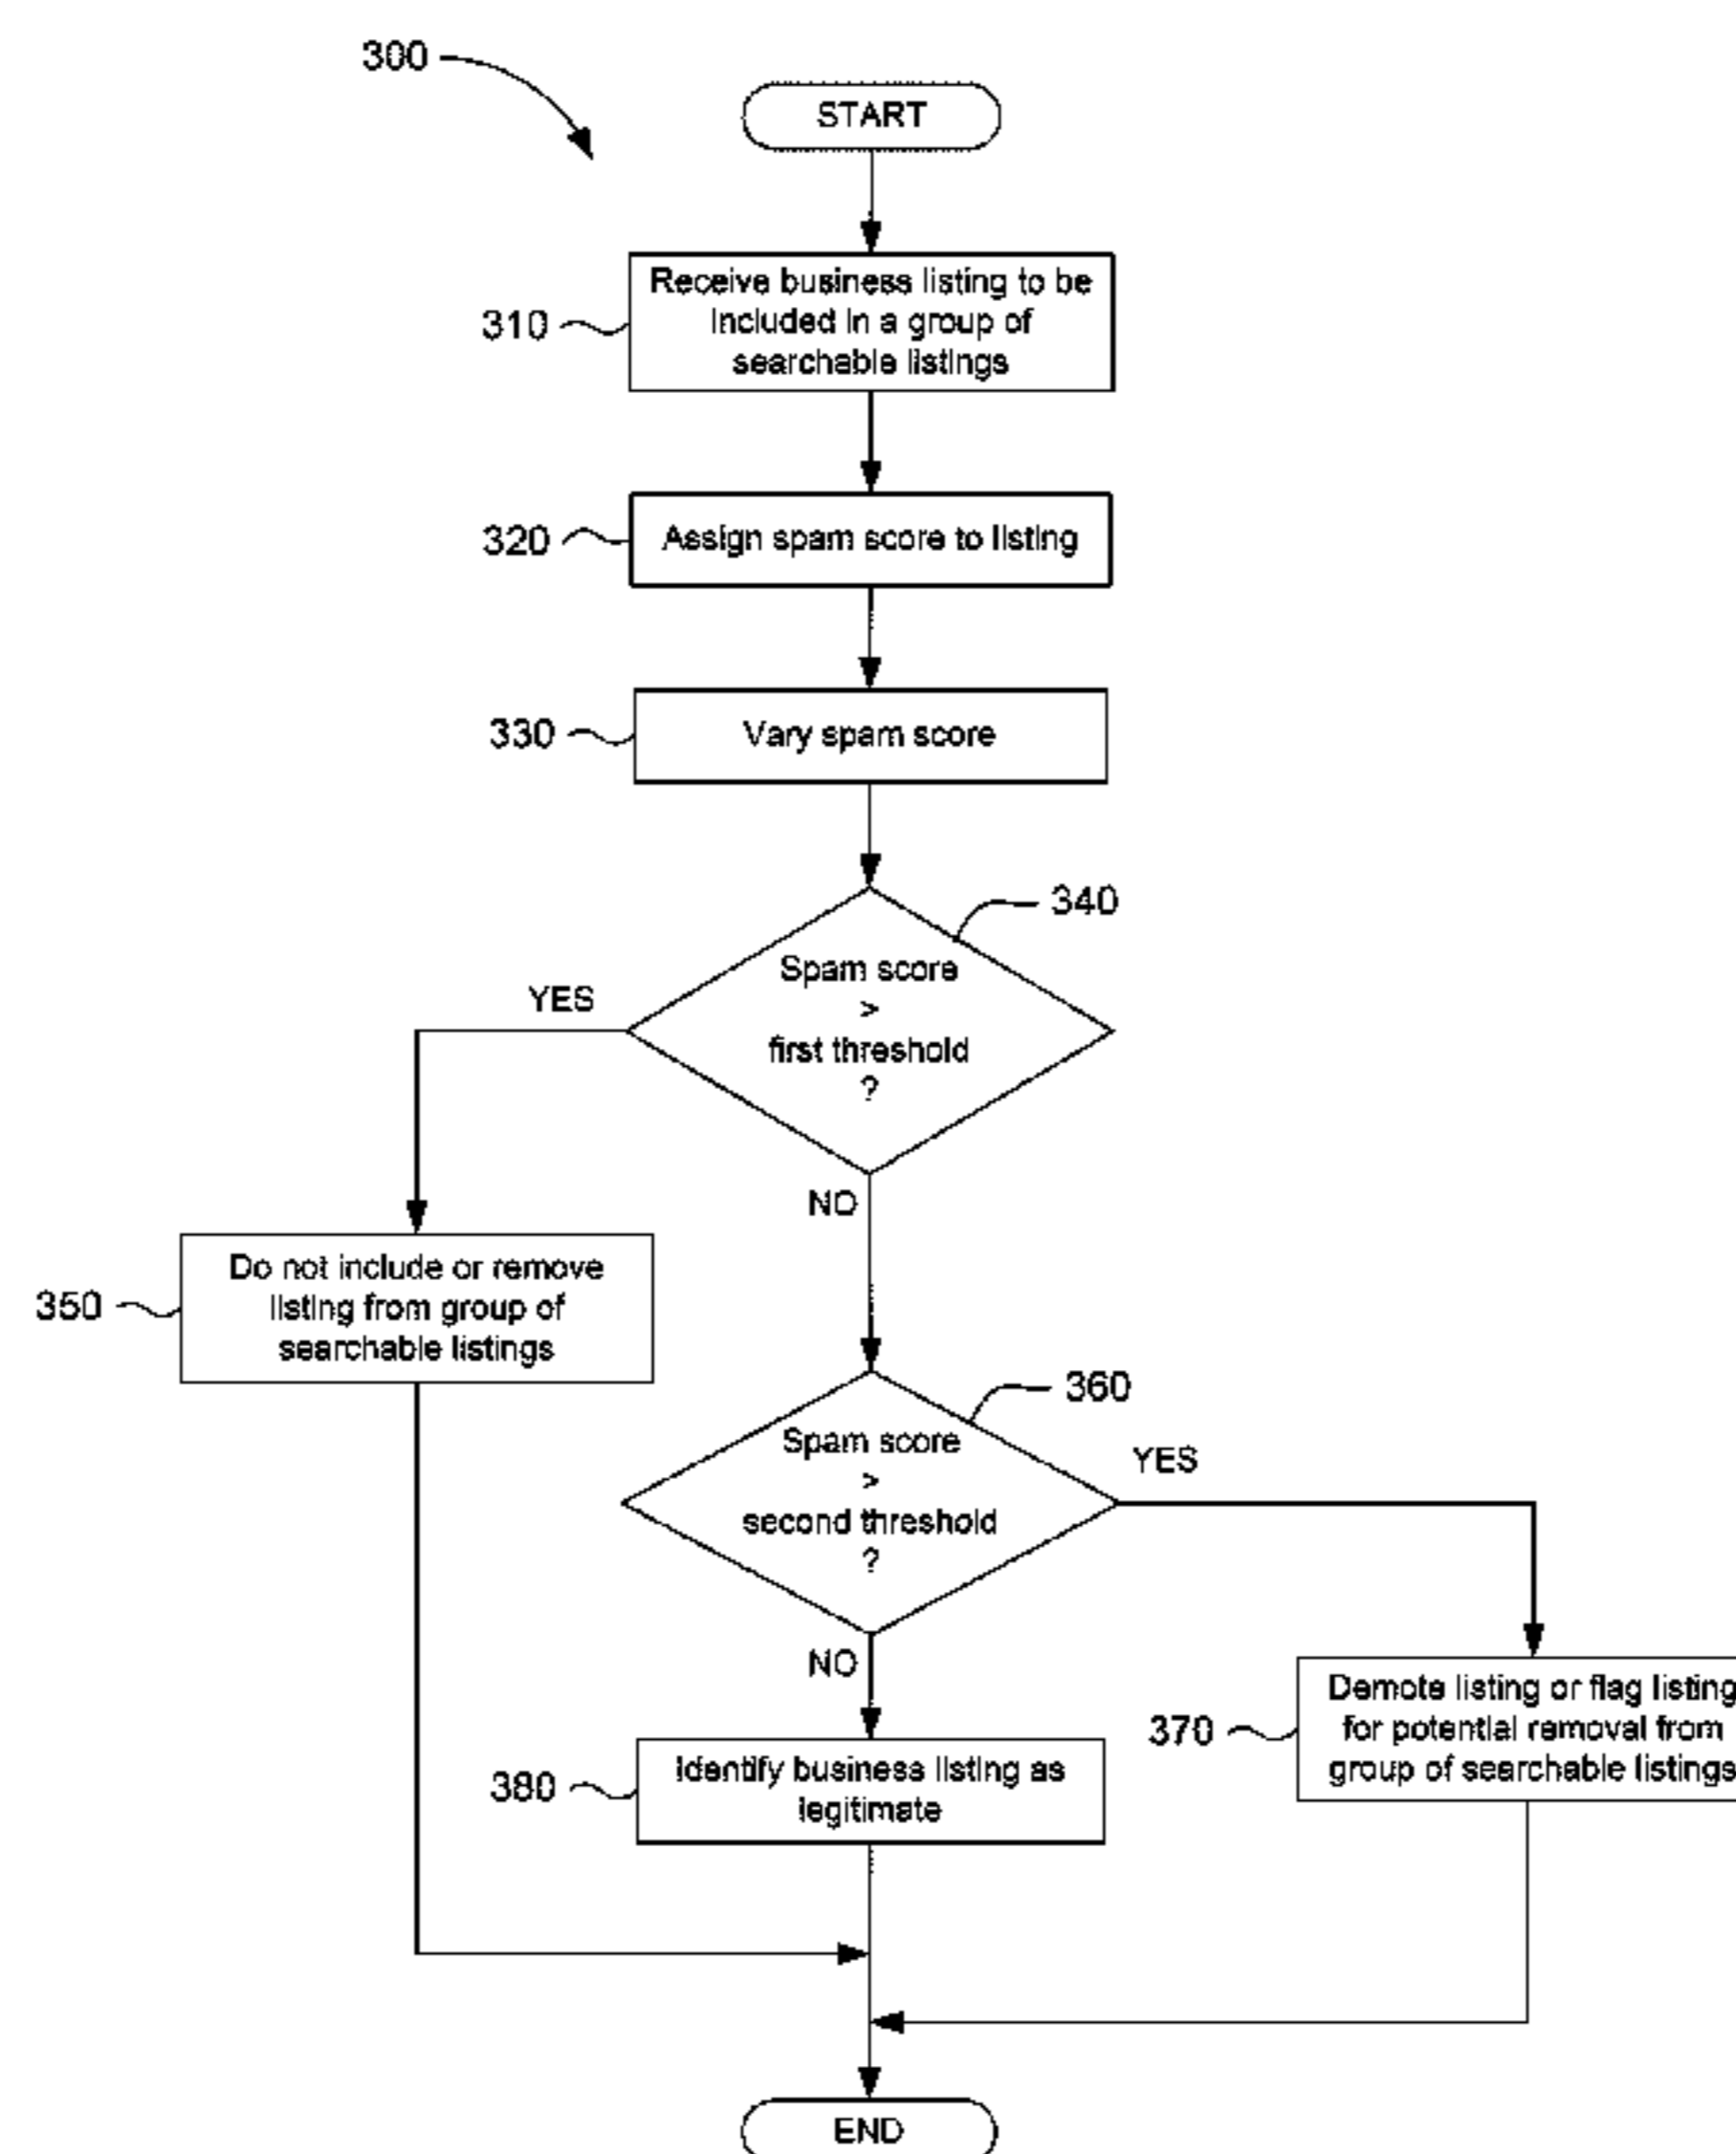 300
START
310
Receive business listing to be
included in a group of
searchable listings
320
Assign spam score to listing
330
Vary spam score
340
Spam score
>
first threshold
?
YES
NO
350
Do not include or remove
listing from group of
searchable listings
360
Spam score
>
second threshold
?
YES
NO
370
Demote listing or flag listing
for potential removal from
group of searchable listings
380
Identify business listing as
legitimate
END